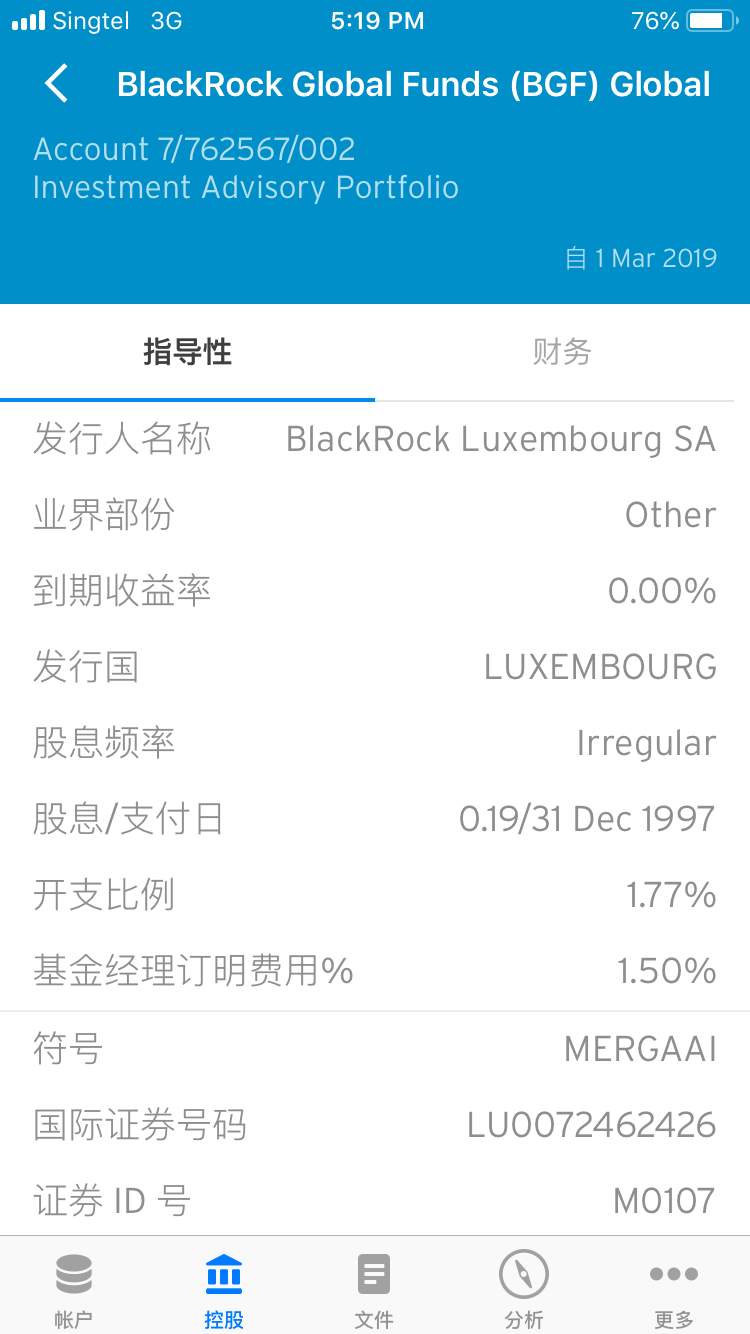 Singtel 3G 5:19 PM 76%
BlackRock Global Funds (BGF) Global
Account 7/762567/002
Investment Advisory Portfolio
自 1 Mar 2019
指导性 财务
发行人名称 BlackRock Luxembourg SA
业界部份 Other
到期收益率 0.00%
发行国 LUXEMBOURG
股息频率 Irregular
股息/支付日 0.19/31 Dec 1997
开支比例 1.77%
基金经理订明费用% 1.50%
符号 MERGAAI
国际证券号码 LU0072462426
证券 ID 号 M0107
帐户 控股 文件 分析 更多